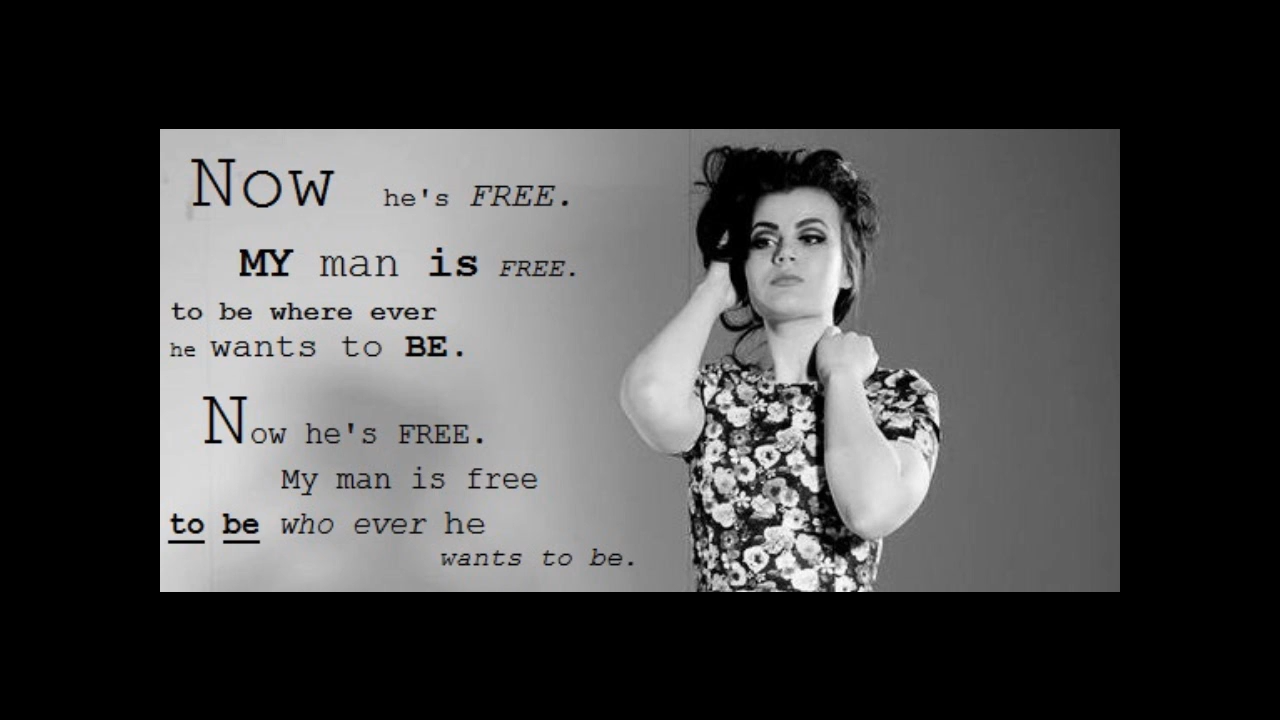 Now he's FREE.
MY man is FREE.
to be where ever
he wants to BE.
Now he's FREE.
My man is free
to be who ever he
wants to be.